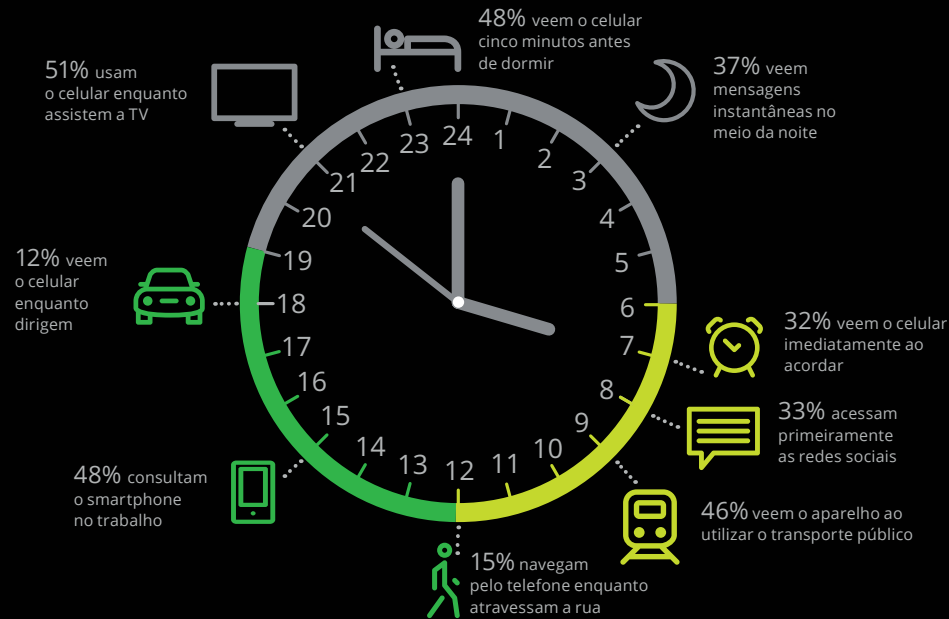 48% veem o celular
cinco minutos antes
de dormir
37% veem
mensagens
instantâneas no
meio da noite
32% veem o celular
imediatamente ao
acordar
33% acessam
primeiramente
as redes sociais
46% veem o aparelho ao
utilizar o transporte público
15% navegam
pelo telefone enquanto
atravessam a rua
48% consultam
o smartphone
no trabalho
12% veem
o celular
enquanto
dirigem
51% usam
o celular enquanto
assistem a TV
24
1
2
3
4
5
6
7
8
9
10
11
12
13
14
15
16
17
18
19
20
21
22
23